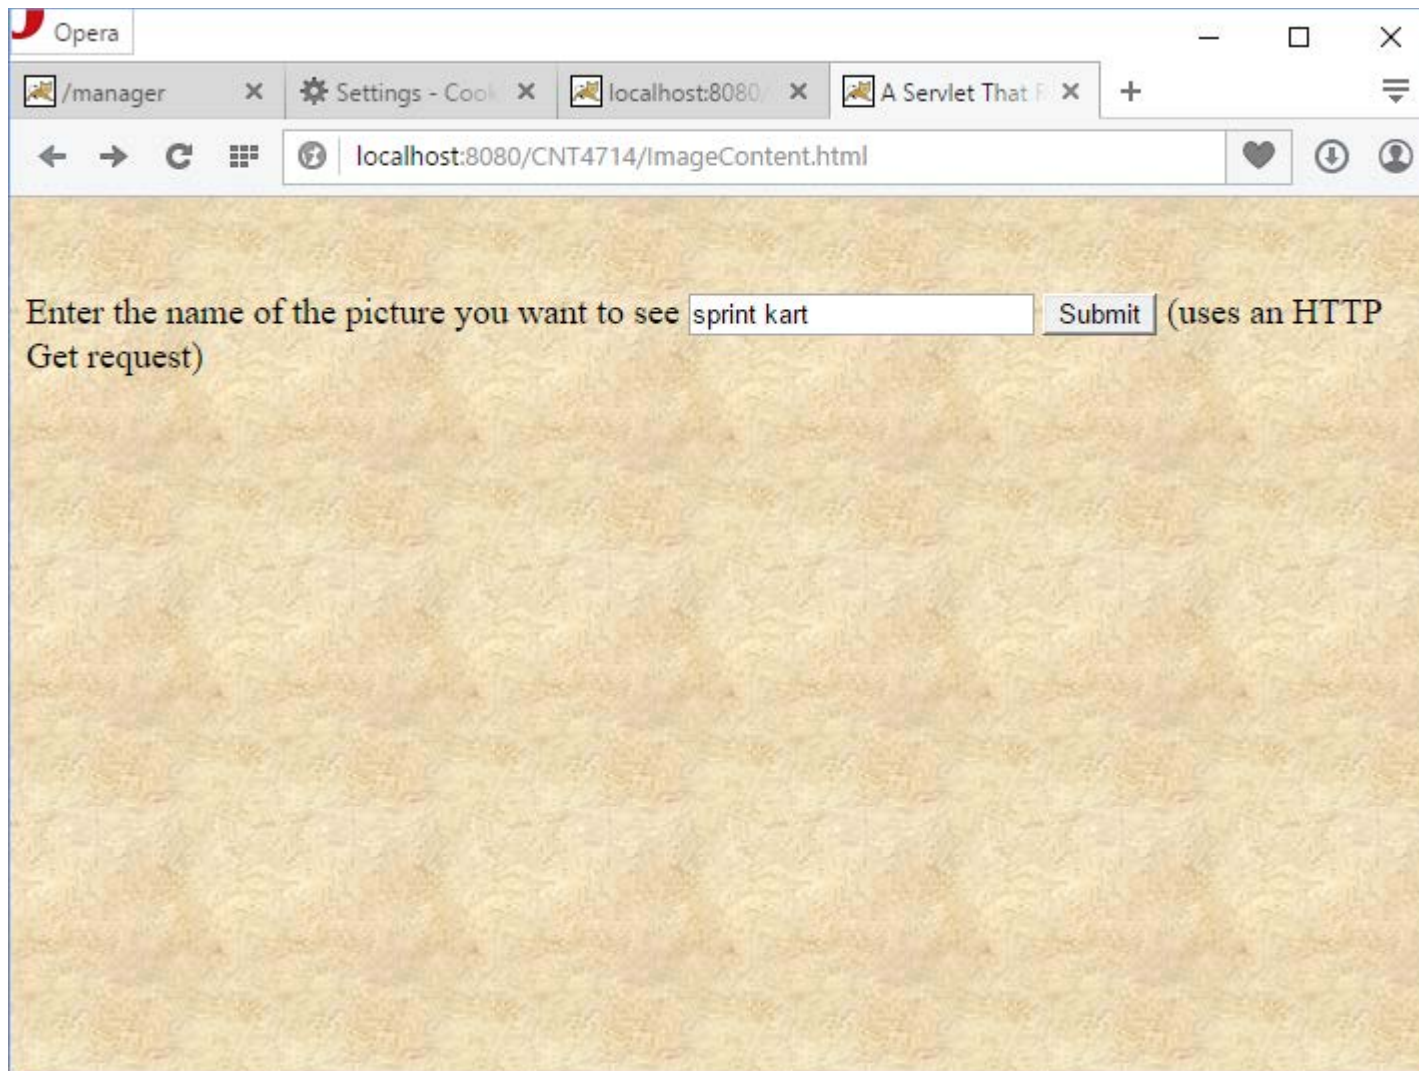 Opera
/manager
Settings - Cook
localhost:8080/
A Servlet That R
localhost:8080/CNT4714/ImageContent.html
Enter the name of the picture you want to see sprint kart Submit (uses an HTTP
Get request)